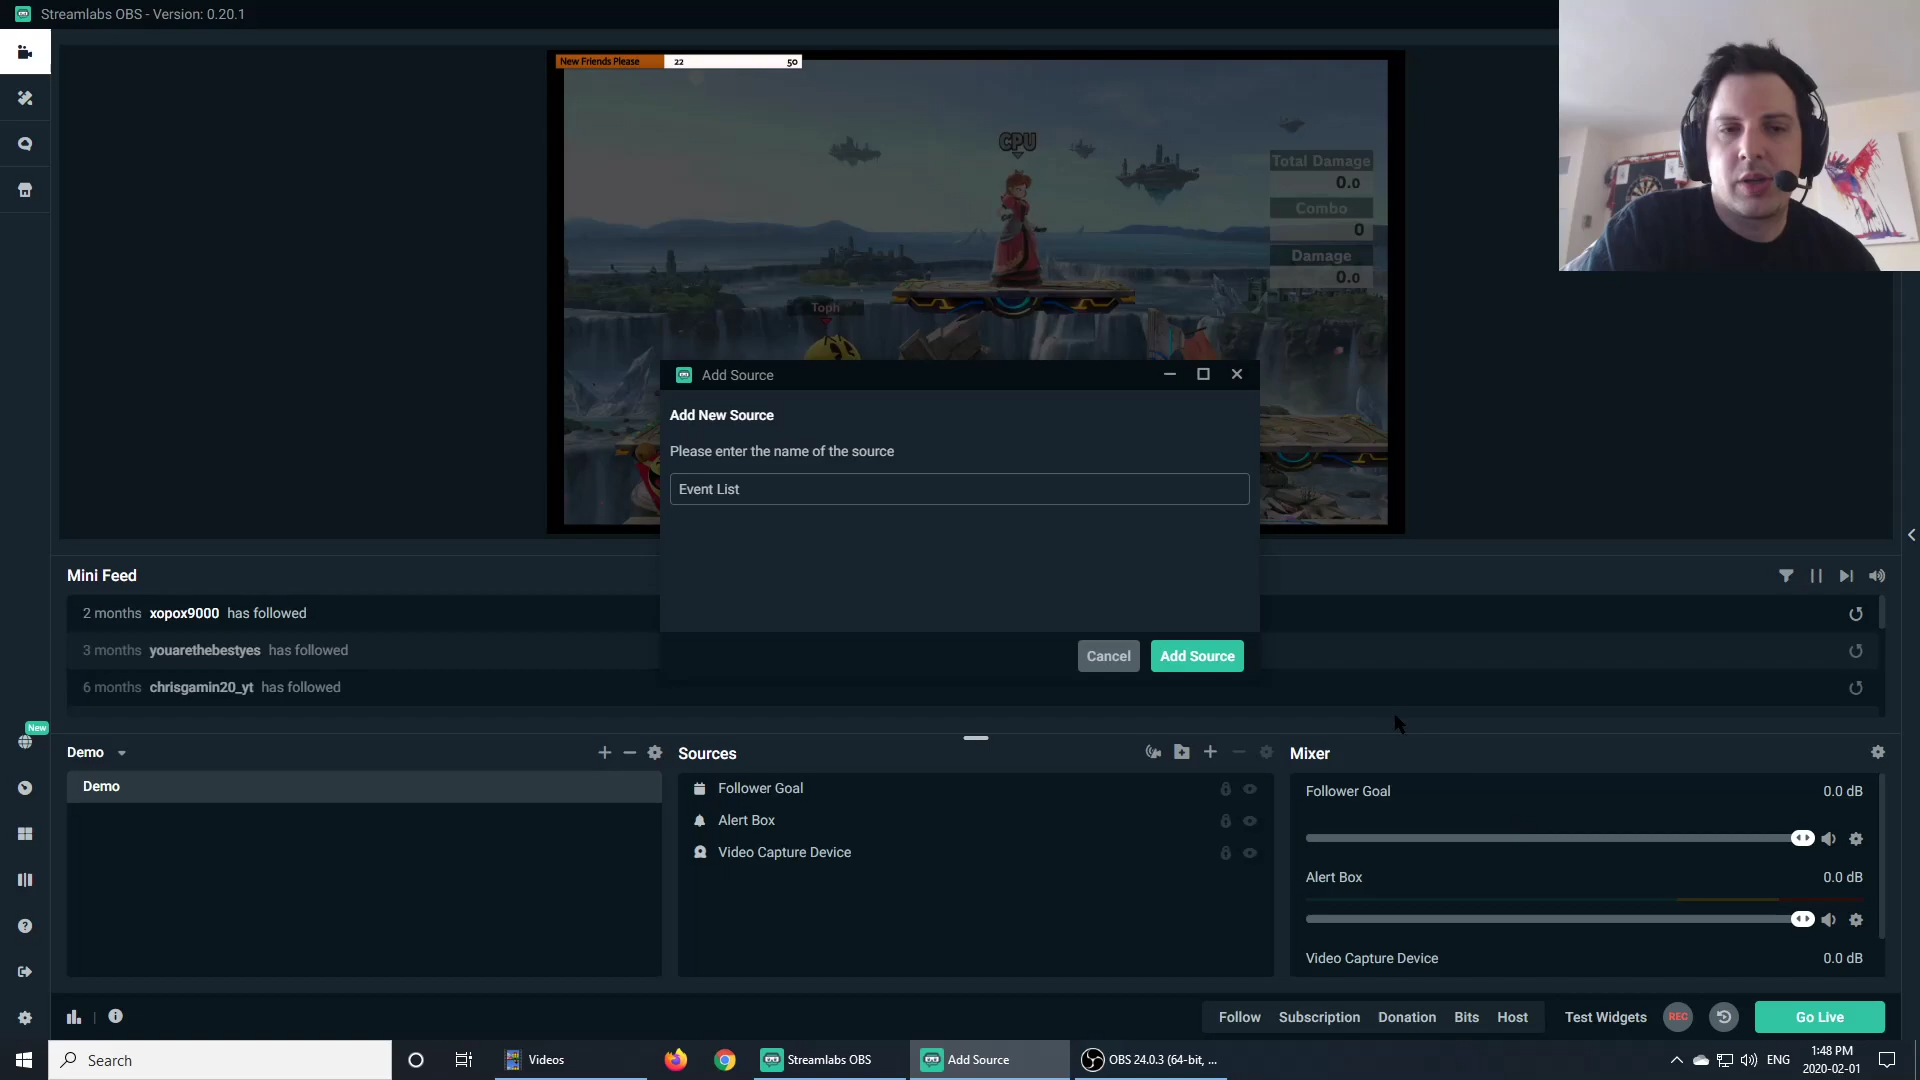 Streamlabs OBS - Version: 0.20.1
New Friends Please 22 50
CPU
Total Damage
0.0
Combo
0
Damage
0.0
Toph
Add Source
Add New Source
Please enter the name of the source
Event List
Cancel Add Source
Mini Feed
2 months xopox9000 has followed
3 months youarethebestyes has followed
6 months chrisgamin20_yt has followed
New
Demo
Demo
Sources
Follower Goal
Alert Box
Video Capture Device
Mixer
Follower Goal 0.0 dB
Alert Box 0.0 dB
Video Capture Device 0.0 dB
Follow Subscription Donation Bits Host Test Widgets REC Go Live
Search
Videos
Streamlabs OBS
Add Source
OBS 24.0.3 (64-bit, ...
ENG
1:48 PM
2020-02-01